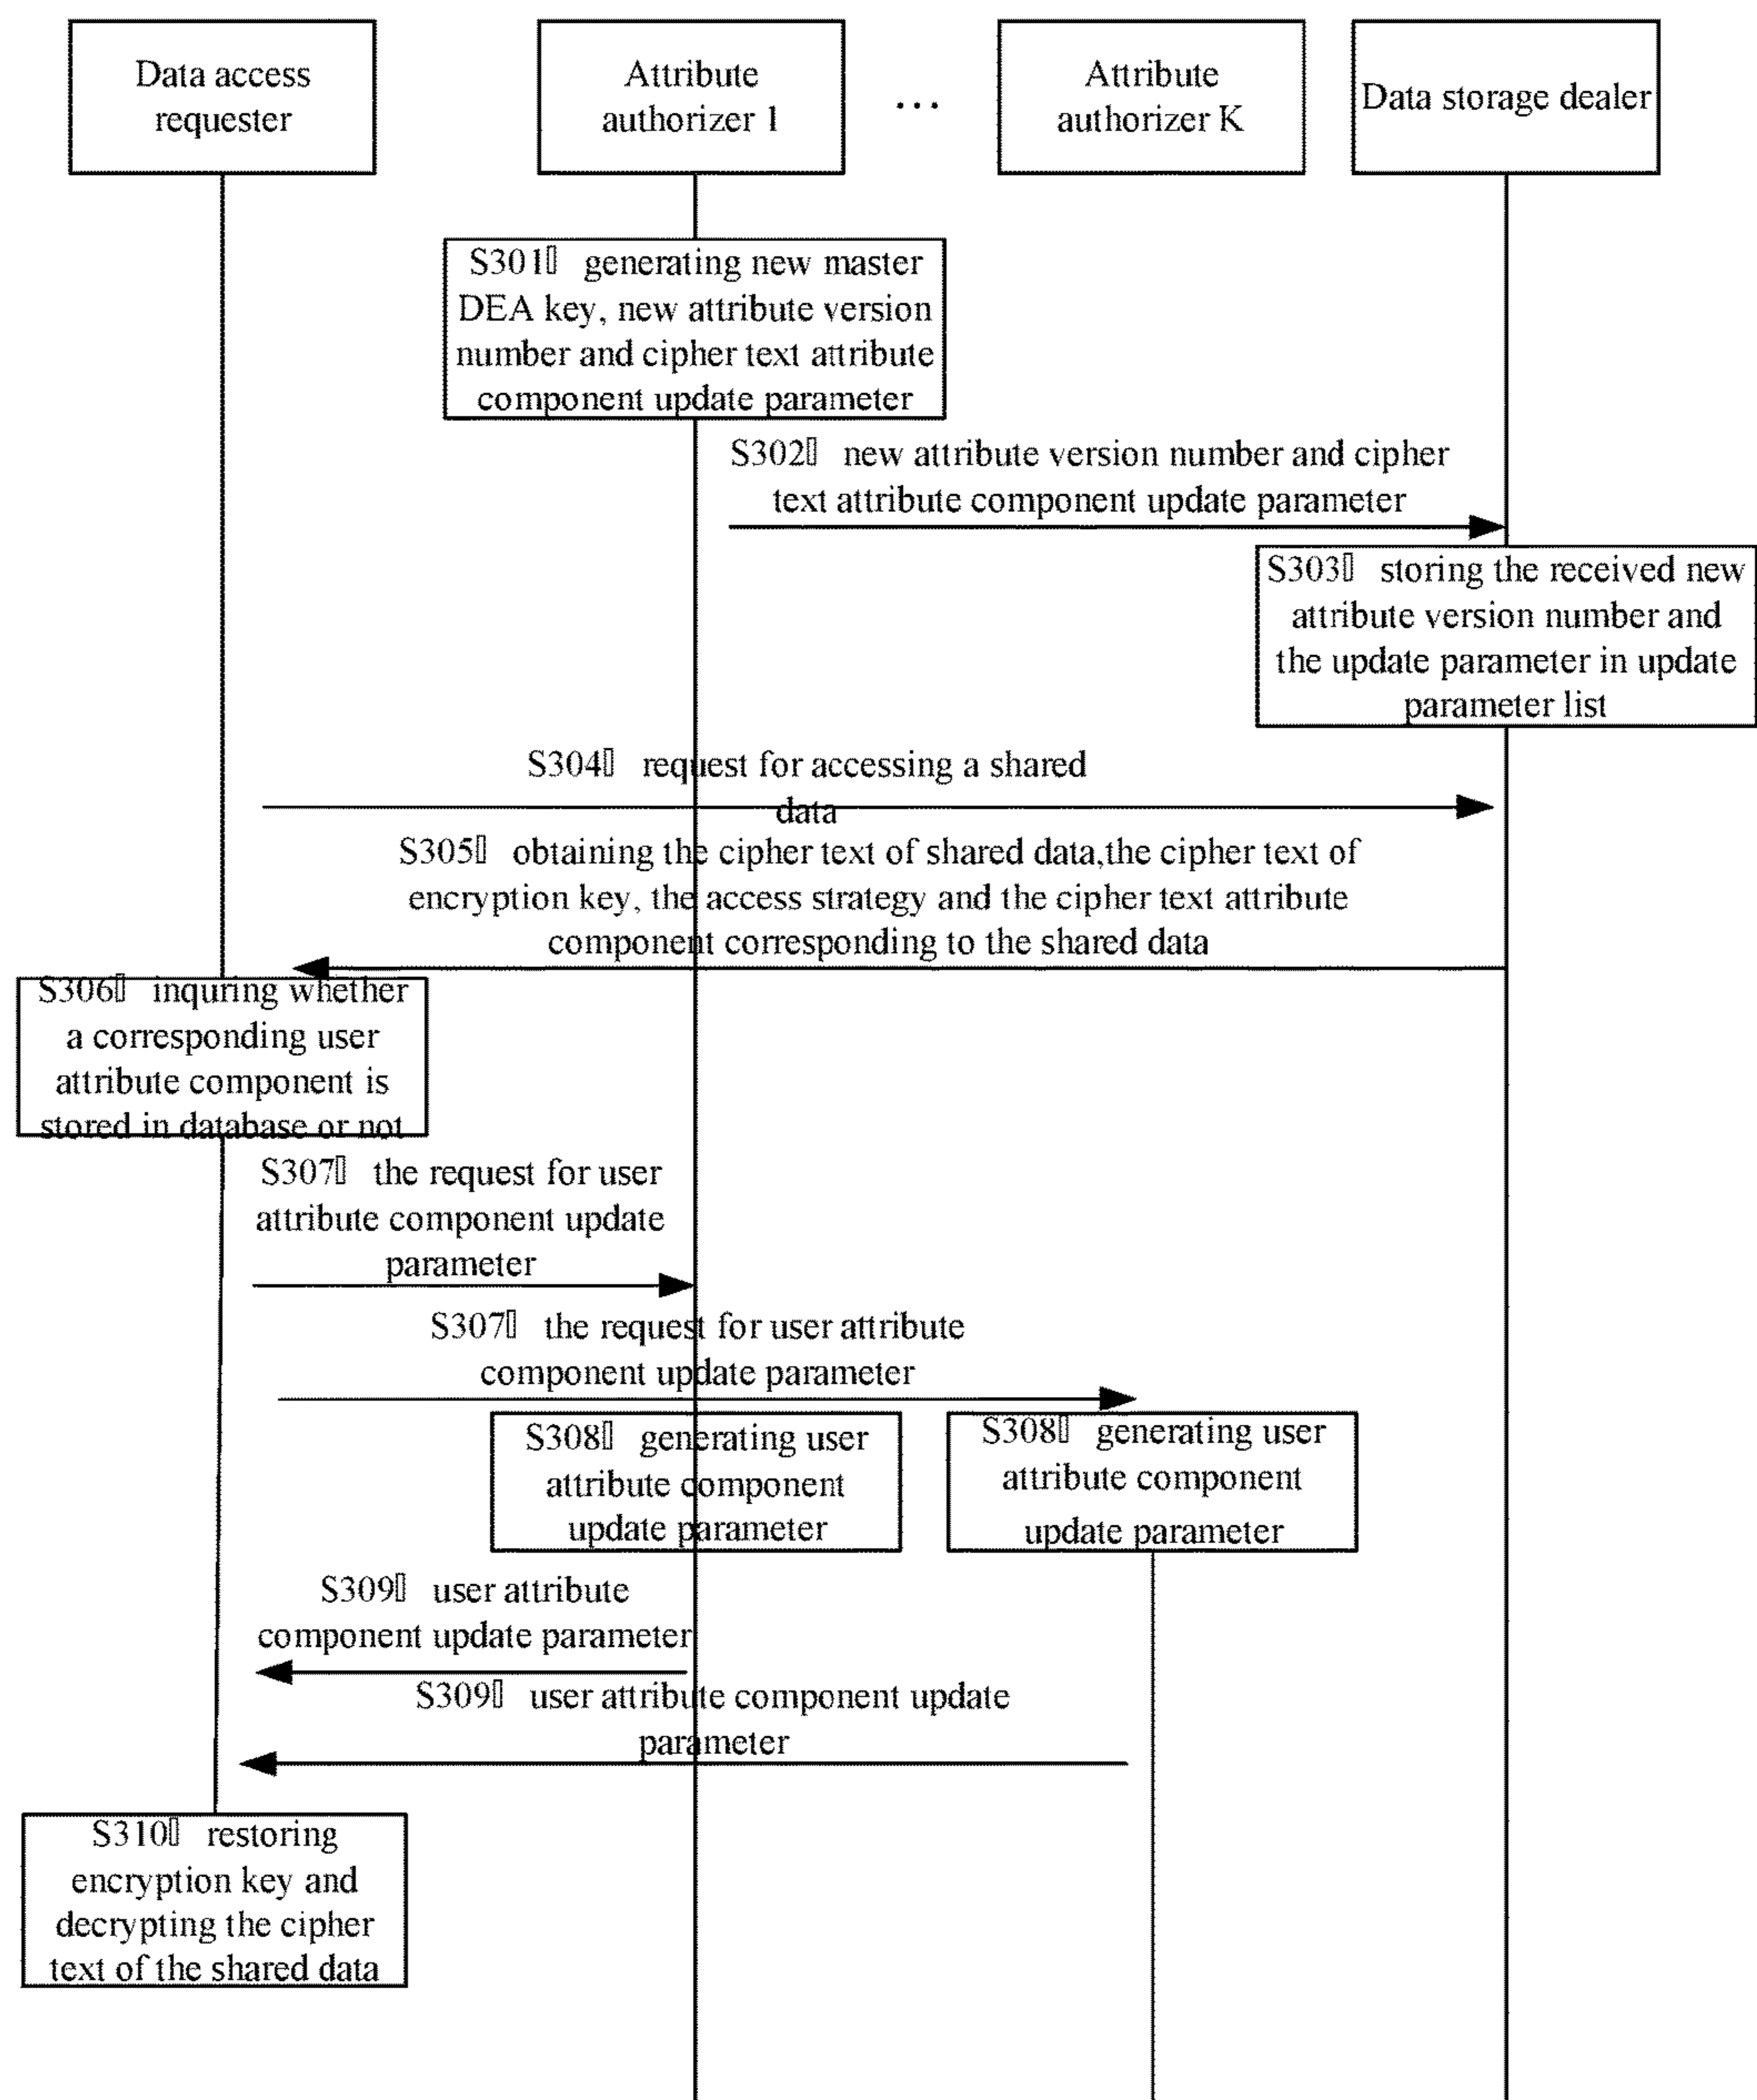 Data access
requester
Attribute
authorizer 1
...
Attribute
authorizer K
Data storage dealer
S301▯ generating new master
DEA key, new attribute version
number and cipher text attribute
component update parameter
S302▯ new attribute version number and cipher
text attribute component update parameter
S303▯ storing the received new
attribute version number and
the update parameter in update
parameter list
S304▯ request for accessing a shared
data
S305▯ obtaining the cipher text of shared data,the cipher text of
encryption key, the access strategy and the cipher text attribute
component corresponding to the shared data
S306▯ inquring whether
a corresponding user
attribute component is
stored in database or not
S307▯ the request for user
attribute component update
parameter
S307▯ the request for user attribute
component update parameter
S308▯ generating user
attribute component
update parameter
S308▯ generating user
attribute component
update parameter
S309▯ user attribute
component update parameter
S309▯ user attribute component update
parameter
S310▯ restoring
encryption key and
decrypting the cipher
text of the shared data